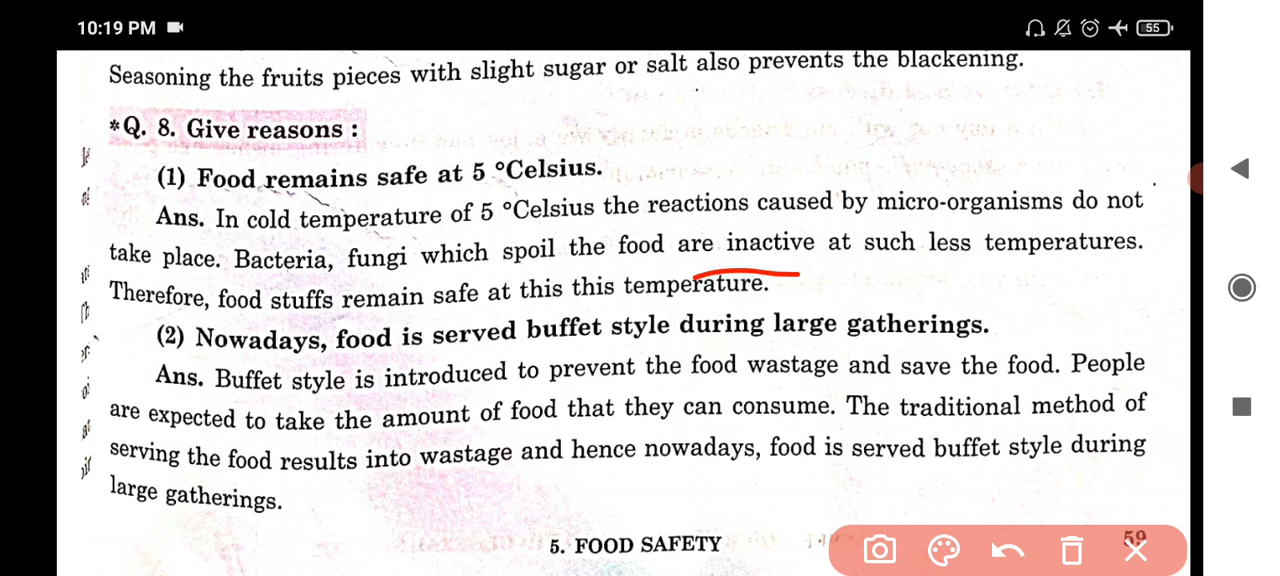 10:19 PM
55
Seasoning the fruits pieces with slight sugar or salt also prevents the blackening.
*Q. 8. Give reasons :
(1) Food remains safe at 5 °Celsius.
Ans. In cold temperature of 5 °Celsius the reactions caused by micro-organisms do not
take place. Bacteria, fungi which spoil the food are inactive at such less temperatures.
Therefore, food stuffs remain safe at this this temperature.
(2) Nowadays, food is served buffet style during large gatherings.
Ans. Buffet style is introduced to prevent the food wastage and save the food. People
are expected to take the amount of food that they can consume. The traditional method of
serving the food results into wastage and hence nowadays, food is served buffet style during
large gatherings.
5. FOOD SAFETY
59